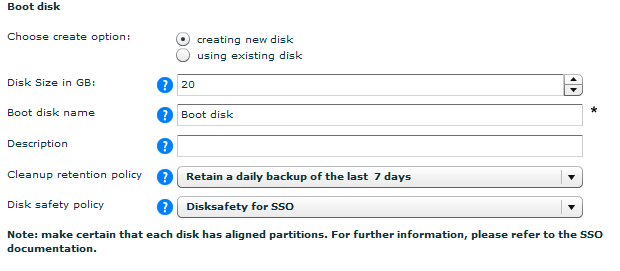 Boot disk
Choose create option:
creating new disk
using existing disk
Disk Size in GB: ? 20
Boot disk name ? Boot disk *
Description ?
Cleanup retention policy ? Retain a daily backup of the last 7 days
Disk safety policy ? Disksafety for SSO
Note: make certain that each disk has aligned partitions. For further information, please refer to the SSO
documentation.